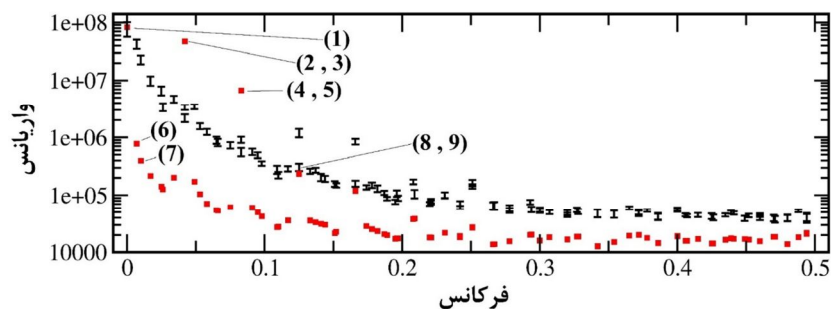 1e+08
1e+07
1e+06
1e+05
10000
واریانس
(1)
(2 , 3)
(4 , 5)
(6)
(7)
(8 , 9)
0 0.1 0.2 0.3 0.4 0.5
فرکانس